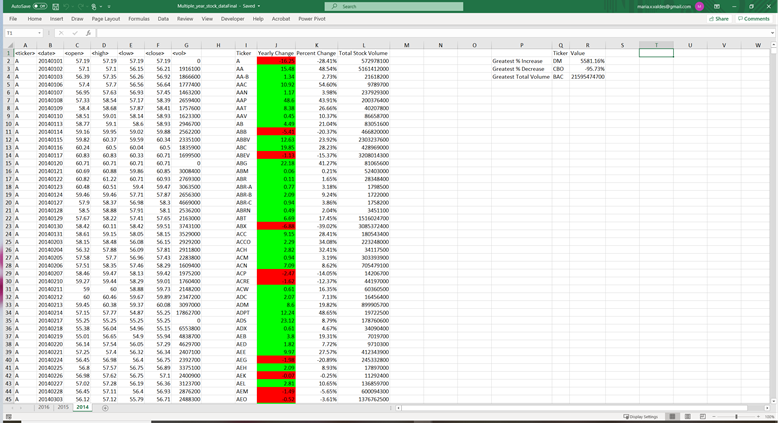 AutoSave Off Multiple_year_stock_dataFinal - Saved Search
File Home Insert Draw Page Layout Formulas Data Review View Help Acrobat Power Pivot Share Comments
T1
A B C D E F G H I J K L M N O P Q R S T U V W
1 <ticker> <date> <open> <high> <low> <close> <vol> Ticker Yearly Change Percent Change Total Stock Volume Ticker Value
2 A 20140101 57.19 57.19 57.19 57.19 0 A -28.41% 572978100 Greatest % Increase DM 5581.16%
3 A 20140102 57.1 57.1 56.15 56.21 1916100 AA 15.48 48.54% 5161412000 Greatest % Decrease CBO -95.73%
4 A 20140103 56.39 57.35 56.26 56.92 1866600 AA-B 1.34 2.73% 21618200 Greatest Total Volume BAC 21595474700
5 A 20140106 57.4 57.7 56.56 56.64 1777400 AAC 10.92 54.60% 9789700
6 A 20140107 56.95 57.63 56.93 57.45 1463200 AAN 1.17 3.98% 237929300
7 A 20140108 57.33 58.54 57.17 58.39 2659400 AAP 48.6 43.91% 200376400
8 A 20140109 58.4 58.68 57.87 58.41 1757600 AAT 8.38 26.66% 40207800
9 A 20140110 58.51 59.01 58.14 58.93 1623300 AAV 0.45 10.37% 86658700
10 A 20140113 58.77 59.1 58.6 58.93 2946700 AB 4.49 21.04% 83051600
11 A 20140114 59.16 59.95 59.02 59.88 2562200 ABB -20.37% 466820000
12 A 20140115 59.82 60.37 59.59 60.34 2335100 ABBV 12.63 23.92% 2303237600
13 A 20140116 60.24 60.5 60.04 60.5 1835900 ABC 19.85 28.23% 428969000
14 A 20140117 60.83 60.83 60.33 60.71 1699500 ABEV -15.37% 3208014300
15 A 20140120 60.71 60.71 60.71 60.71 0 ABG 22.18 41.27% 81065600
16 A 20140121 60.69 60.88 59.86 60.85 3008400 ABM 0.06 0.21% 52403000
17 A 20140122 60.82 61.22 60.71 60.93 2769300 ABR 0.11 1.65% 28348400
18 A 20140123 60.48 60.51 59.4 59.47 3063500 ABR-A 0.77 3.18% 1798500
19 A 20140124 59.46 59.46 57.71 57.87 2656300 ABR-B 2.09 9.24% 1722000
20 A 20140127 57.9 58.37 56.98 58.3 4669000 ABR-C 0.94 3.86% 1758200
21 A 20140128 58.5 58.88 57.91 58.1 2536200 ABRN 0.49 2.04% 3451100
22 A 20140129 57.67 58.22 57.41 57.65 2163000 ABT 6.69 17.45% 1516024700
23 A 20140130 58.42 60.11 58.42 59.51 3743100 ABX -39.02% 3085372400
24 A 20140131 58.61 59.15 58.05 58.15 3529000 ACC 9.15 28.41% 180543400
25 A 20140203 58.15 58.48 56.08 56.15 2929200 ACCO 2.29 34.08% 223248000
26 A 20140204 56.32 57.88 56.09 57.81 2911800 ACH 2.82 32.41% 34117500
27 A 20140205 57.58 57.7 56.96 57.43 2283800 ACM 0.94 3.19% 303393900
28 A 20140206 57.51 58.35 57.46 58.29 1609400 ACN 7.09 8.62% 705479100
29 A 20140207 58.46 59.47 58.13 59.42 1975200 ACP -14.05% 14206700
30 A 20140210 59.27 59.44 58.29 59.01 1760400 ACRE -12.37% 44197000
31 A 20140211 59 60 58.88 59.73 2148200 ACW 0.61 16.35% 60360500
32 A 20140212 60 60.46 59.67 59.89 2347200 ADC 2.07 7.13% 16456400
33 A 20140213 59.45 60.38 59.37 60.08 3097000 ADM 8.6 19.82% 899905700
34 A 20140214 57.15 57.77 54.87 55.25 17862700 ADPT 12.24 48.65% 19722500
35 A 20140217 55.25 55.25 55.25 55.25 0 ADS 23.12 8.79% 178760600
36 A 20140218 55.38 56.04 54.96 55.15 6553800 ADX 0.61 4.67% 34090400
37 A 20140219 55.01 56.65 54.9 55.94 4838700 AEB 3.8 19.31% 7019700
38 A 20140220 56.14 57.54 56.05 57.29 4629700 AED 1.82 7.72% 9710300
39 A 20140221 57.25 57.4 56.32 56.34 2407100 AEE 9.97 27.57% 412343900
40 A 20140224 56.45 56.98 56.4 56.75 2392700 AEG -20.89% 245332800
41 A 20140225 56.8 57.57 56.75 56.89 3375100 AEH 2.09 8.93% 17897000
42 A 20140226 56.98 57.62 56.75 57.1 2400900 AEK -0.25% 11292400
43 A 20140227 57.02 57.28 56.19 56.36 3123700 AEL 2.81 10.65% 136859700
44 A 20140228 56.45 57.11 56.4 56.93 2876200 AEM -5.65% 600094300
45 A 20140303 56.12 57.12 55.79 56.71 2488300 AEO -3.61% 1376762500
2016 2015 2014
Display Settings 100%